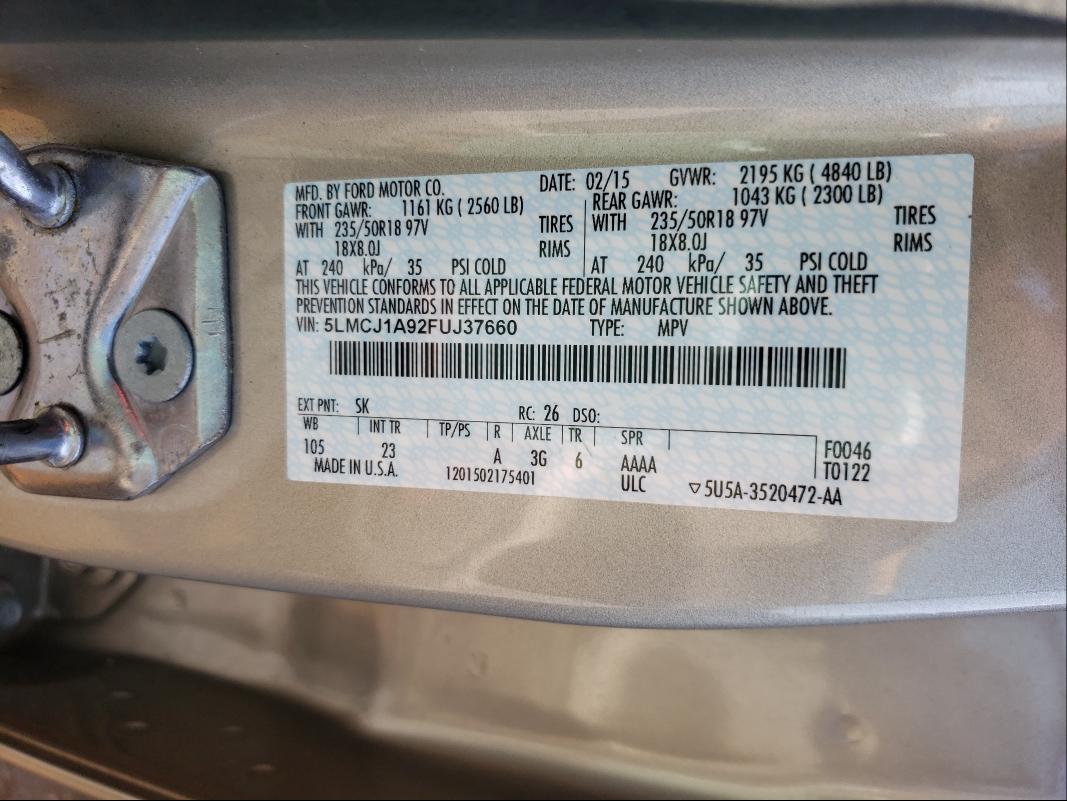 MFD. BY FORD MOTOR CO. DATE: 02/15 GVWR: 2195 KG ( 4840 LB)
FRONT GAWR: 1161 KG ( 2560 LB) REAR GAWR: 1043 KG ( 2300 LB)
WITH 235/50R18 97V TIRES WITH 235/50R18 97V TIRES
18X8.0J RIMS 18X8.0J RIMS
AT 240 kPa/ 35 PSI COLD AT 240 kPa/ 35 PSI COLD
THIS VEHICLE CONFORMS TO ALL APPLICABLE FEDERAL MOTOR VEHICLE SAFETY AND THEFT
PREVENTION STANDARDS IN EFFECT ON THE DATE OF MANUFACTURE SHOWN ABOVE.
VIN: 5LMCJ1A92FUJ37660 TYPE: MPV
EXT PNT: SK RC: 26 DSO:
WB INT TR TP/PS R AXLE TR SPR F0046
105 23 A 3G 6 AAAA T0122
MADE IN U.S.A. 1201502175401 ULC ▽5U5A-3520472-AA